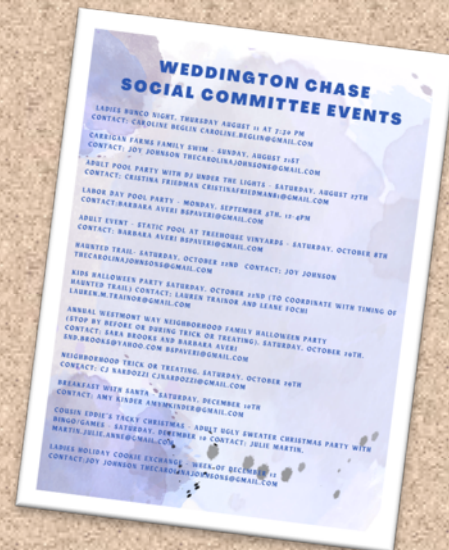 WEDDINGTON CHASE
SOCIAL COMMITTEE EVENTS
LADIES BUNCO NIGHT, THURSDAY AUGUST 11 AT 7:30 PM
CONTACT: CAROLINE BEGLIN CAROLINE.BEGLIN@GMAIL.COM
CARRIGAN FARMS FAMILY SWIM - SUNDAY, AUGUST 21ST
CONTACT: JOY JOHNSON THECAROLINAJOHNSONS@GMAIL.COM
ADULT POOL PARTY WITH DJ UNDER THE LIGHTS - SATURDAY, AUGUST 27TH
CONTACT: CRISTINA FRIEDMAN
LABOR DAY POOL PARTY - MONDAY, SEPTEMBER 5TH, 12-4PM
CONTACT:BARBARA AVERI BSPAVERI@GMAIL.COM
ADULT EVENT - STATIC POOL AT TREEHOUSE VINYARDS - SATURDAY, OCTOBER 8TH
CONTACT: BARBARA AVERI BSPAVERI@GMAIL.COM
HAUNTED TRAIL- SATURDAY, OCTOBER 22ND CONTACT: JOY JOHNSON
THECAROLINAJOHNSONS@GMAIL.COM
KIDS HALLOWEEN PARTY SATURDAY, OCTOBER 22ND (TO COORDINATE WITH TIMING OF
HAUNTED TRAIL) CONTACT: LAUREN TRAINOR AND LEANE FOCHI
LAUREN.M.TRAINOR@GMAIL.COM
ANNUAL WESTMONT WAY NEIGHBORHOOD FAMILY HALLOWEEN PARTY
(STOP BY BEFORE OR DURING TRICK OR TREATING), SATURDAY, OCTOBER 29TH.
CONTACT: SARA BROOKS AND BARBARA AVERI
SND.BROOKS@YAHOO.COM BSPAVERI@GMAIL.COM
NEIGHBORHOOD TRICK OR TREATING, SATURDAY, OCTOBER 29TH
CONTACT: CJ NARDOZZI CJNARDOZZI@GMAIL.COM
BREAKFAST WITH SANTA - SATURDAY, DECEMBER 10TH
CONTACT: AMY KINDER AMYMKINDER@GMAIL.COM
COUSIN EDDIE'S TACKY CHRISTMAS - ADULT UGLY SWEATER CHRISTMAS PARTY WITH
BINGO/GAMES - SATURDAY, DECEMBER 10 CONTACT: JULIE MARTIN,
MARTIN.JULIE.ANNE@GMAIL.COM
LADIES HOLIDAY COOKIE EXCHANGE - WEEK OF DECEMBER 12
CONTACT:JOY JOHNSON THECAROLINAJOHNSONS@GMAIL.COM